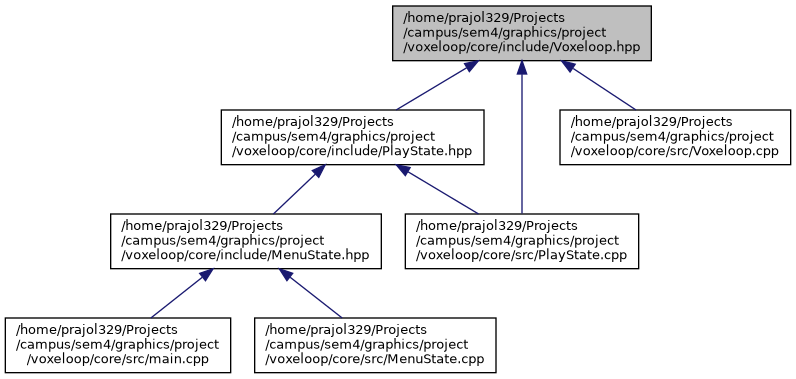 /home/prajol329/Projects
/campus/sem4/graphics/project
/voxeloop/core/include/Voxeloop.hpp
/home/prajol329/Projects
/campus/sem4/graphics/project
/voxeloop/core/include/PlayState.hpp
/home/prajol329/Projects
/campus/sem4/graphics/project
/voxeloop/core/src/Voxeloop.cpp
/home/prajol329/Projects
/campus/sem4/graphics/project
/voxeloop/core/include/MenuState.hpp
/home/prajol329/Projects
/campus/sem4/graphics/project
/voxeloop/core/src/PlayState.cpp
/home/prajol329/Projects
/campus/sem4/graphics/project
/voxeloop/core/src/main.cpp
/home/prajol329/Projects
/campus/sem4/graphics/project
/voxeloop/core/src/MenuState.cpp